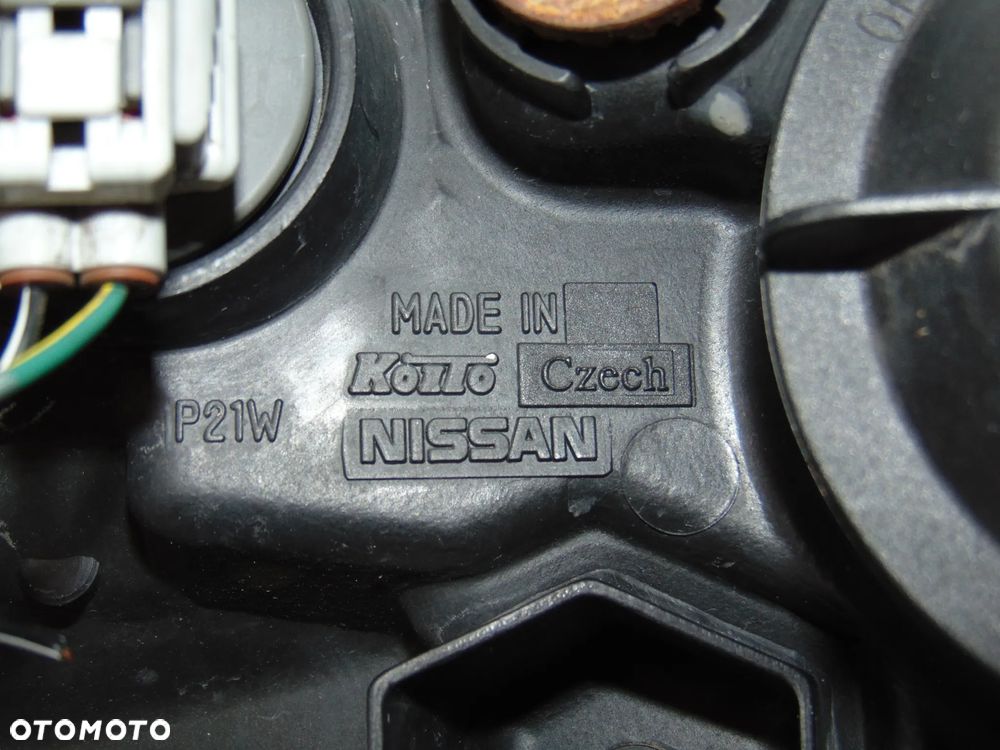 MADE IN
KOITO Czech
P21W
NISSAN
OTOMOTO